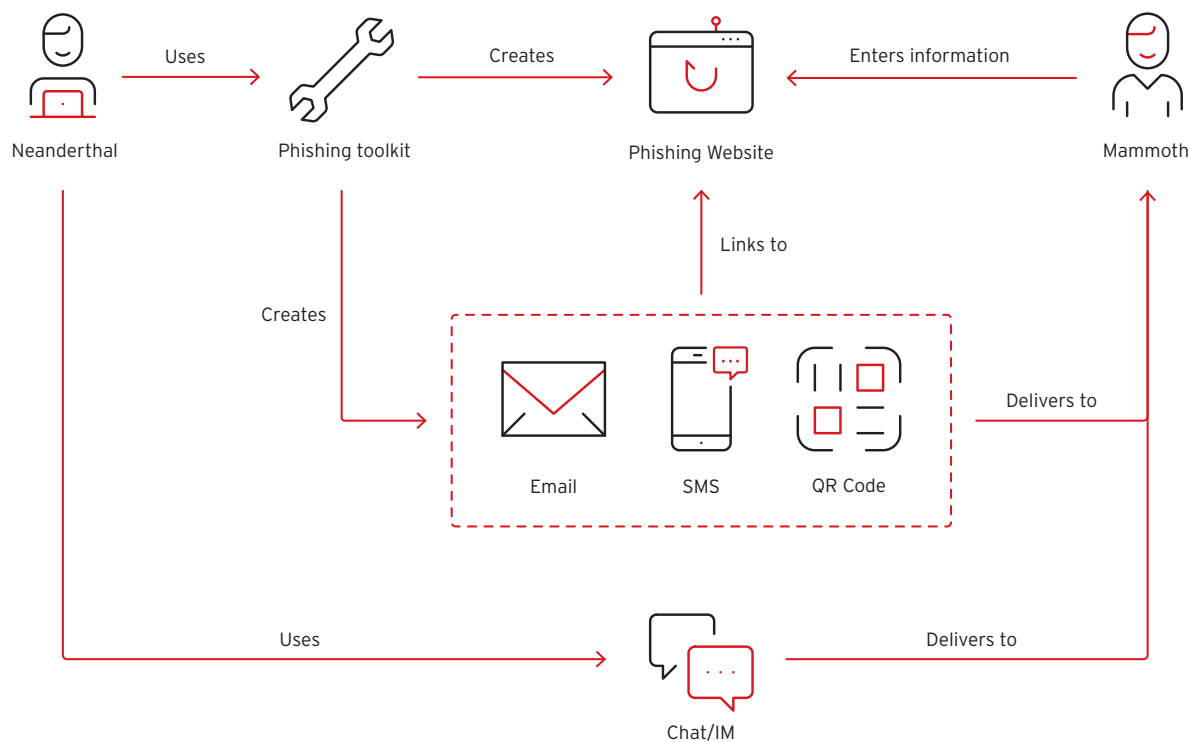 Uses
Creates
Enters information
Neanderthal
Phishing toolkit
Phishing Website
Mammoth
Links to
Creates
Delivers to
Email
SMS
QR Code
Uses
Delivers to
Chat/IM